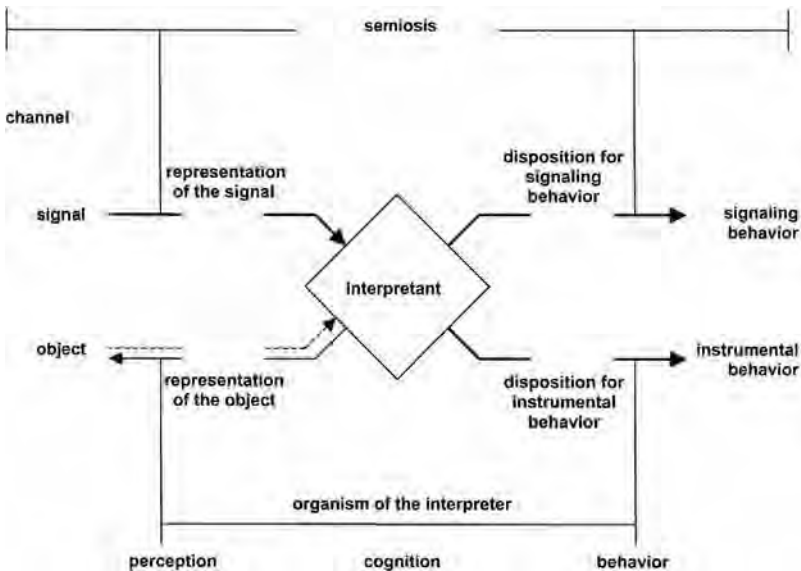 semiosis
channel
representation
of the signal
disposition for
signaling
behavior
signal
signaling
behavior
interpretant
object
instrumental
behavior
representation
of the object
disposition for
instrumental
behavior
organism of the interpreter
perception
cognition
behavior